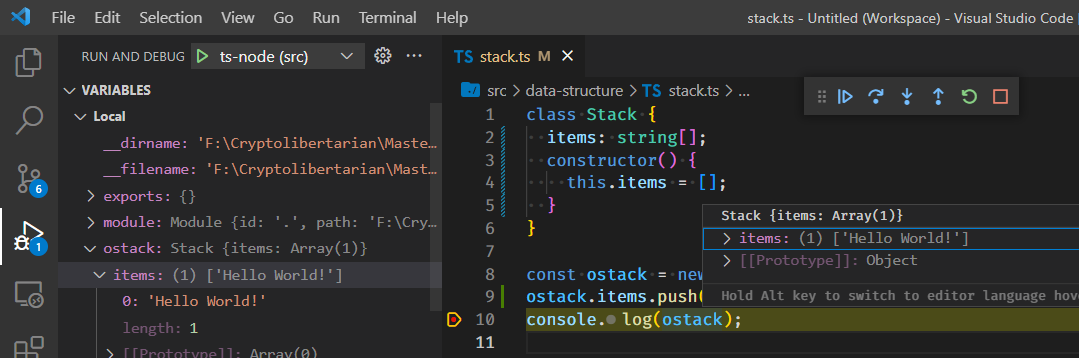 File Edit Selection View Go Run Terminal Help
stack.ts - Untitled (Workspace) - Visual Studio Code
RUN AND DEBUG ts-node (src) ...
VARIABLES
Local
__dirname: 'F:\Cryptolibertarian\Maste...
__filename: 'F:\Cryptolibertarian\Mast...
exports: {}
module: Module {id: '.', path: 'F:\Cry...
ostack: Stack {items: Array(1)}
items: (1) ['Hello World!']
0: 'Hello World!'
length: 1
[[Prototype]]: Array(0)
6
1
TS stack.ts M
src > data-structure > TS stack.ts > ...
1 class Stack {
2 items: string[];
3 constructor() {
4 this.items = [];
5 }
6 }
7
8 const ostack = new
9 ostack.items.push(
10 console. log(ostack);
11
Stack {items: Array(1)}
items: (1) ['Hello World!']
[[Prototype]]: Object
Hold Alt key to switch to editor language hov